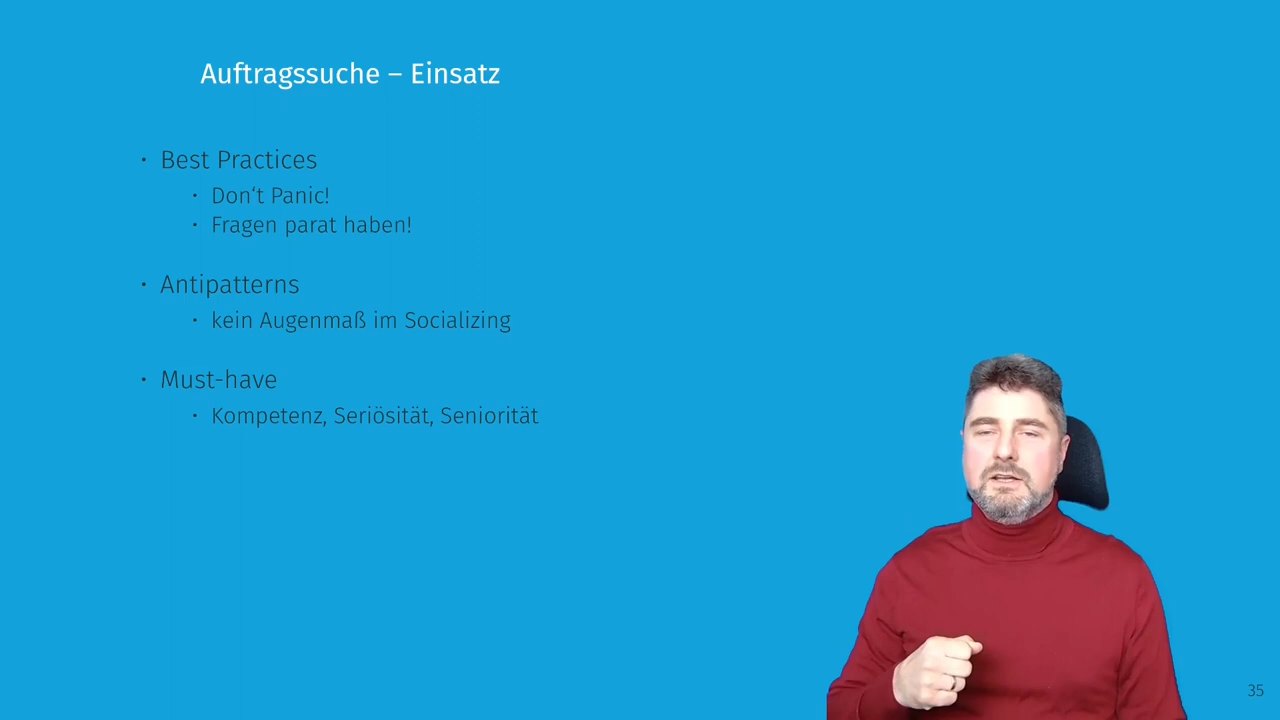 Auftragssuche – Einsatz
• Best Practices
• Don‘t Panic!
• Fragen parat haben!
• Antipatterns
• kein Augenmaß im Socializing
• Must-have
• Kompetenz, Seriösität, Seniorität
35